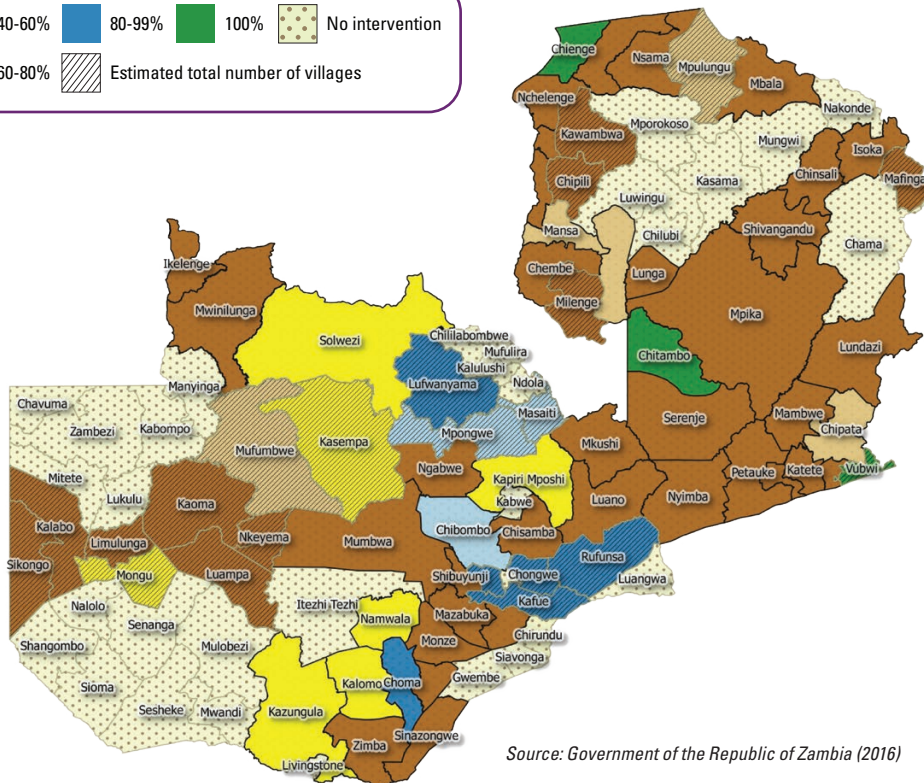 40-60%
80-99%
100%
No intervention
60-80%
Estimated total number of villages
Chienge
Nsama
Mpulungu
Mbala
Nchelenge
Nakonde
Mporokoso
Kawambwa
Mungwi
Isoka
Chinsali
Mafinga
Chipili
Kasama
Luwingu
Mansa
Chilubi
Shivangandu
Chama
Chembe
Lunga
Milenge
Mpika
Ikelenge
Mwinilunga
Solwezi
Chililabombwe
Mufulira
Kalulushi
Lufwanyama
Ndola
Chitambo
Lundazi
Manyinga
Chavuma
Zambezi
Kabompo
Masaiti
Mpongwe
Serenje
Mambwe
Chipata
Mufumbwe
Kasempa
Mkushi
Ngabwe
Mitete
Lukulu
Kapiri Mposhi
Kabwe
Luano
Nyimba
Petauke
Katete
Vubwi
Kaoma
Kalabo
Limulunga
Nkeyema
Mumbwa
Chibombo
Chisamba
Sikongo
Mongu
Luampa
Shibuyunji
Chongwe
Rufunsa
Luangwa
Nalolo
Senanga
Itezhi Tezhi
Namwala
Mazabuka
Kafue
Shangombo
Mulobezi
Monze
Chirundu
Siavonga
Gwembe
Sioma
Sesheke
Mwandi
Kazungula
Kalomo
Choma
Zimba
Sinazongwe
Livingstone
Source: Government of the Republic of Zambia (2016)